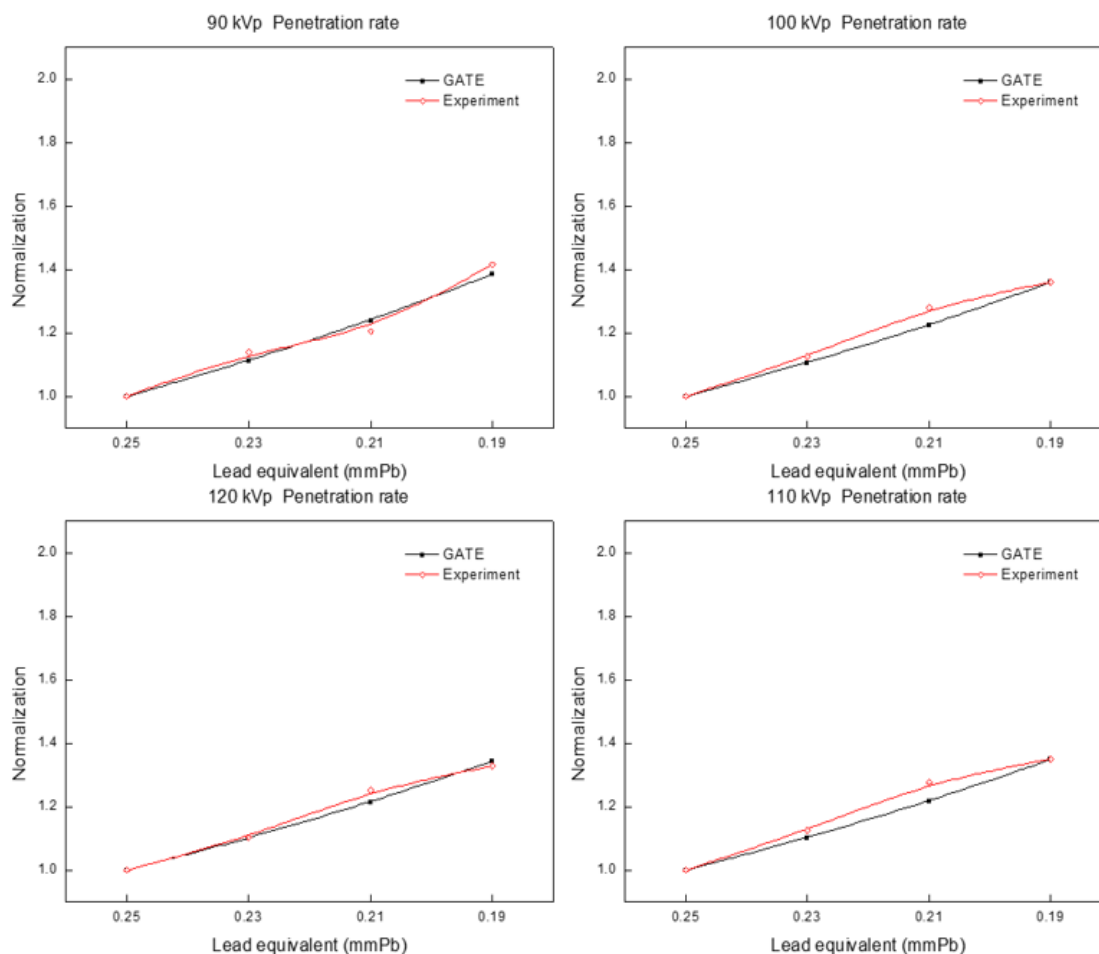 90 kVp Penetration rate
GATE
Experiment
2.0
1.8
1.6
1.4
1.2
1.0
Normalization
0.25 0.23 0.21 0.19
Lead equivalent (mmPb)
100 kVp Penetration rate
GATE
Experiment
2.0
1.8
1.6
1.4
1.2
1.0
Normalization
0.25 0.23 0.21 0.19
Lead equivalent (mmPb)
120 kVp Penetration rate
GATE
Experiment
2.0
1.8
1.6
1.4
1.2
1.0
Normalization
0.25 0.23 0.21 0.19
Lead equivalent (mmPb)
110 kVp Penetration rate
GATE
Experiment
2.0
1.8
1.6
1.4
1.2
1.0
Normalization
0.25 0.23 0.21 0.19
Lead equivalent (mmPb)